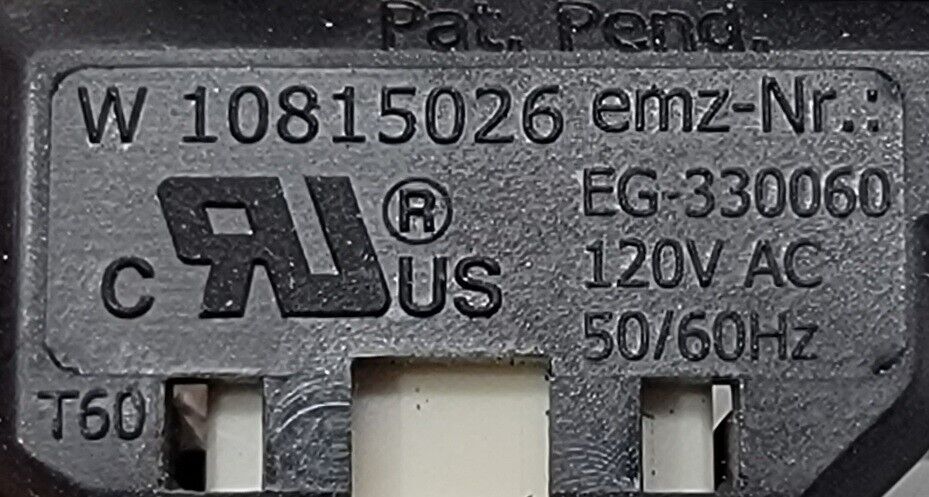 Pat. Pend.
W 10815026 emz-Nr.:
EG-330060
®
120V AC
C US
50/60Hz
T60